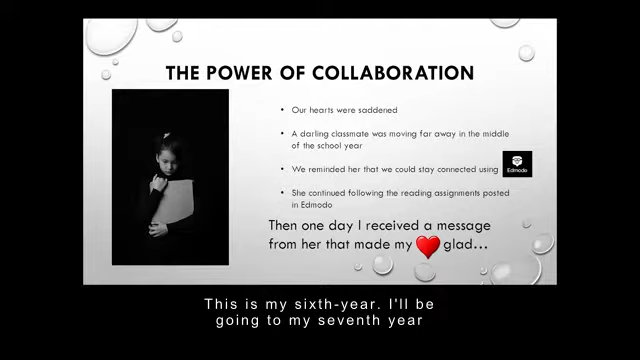 THE POWER OF COLLABORATION
• Our hearts were saddened
• A darling classmate was moving far away in the middle
of the school year
• We reminded her that we could stay connected using
Edmodo
• She continued following the reading assignments posted
in Edmodo
Then one day I received a message
from her that made my glad...
This is my sixth-year. I'll be
going to my seventh year